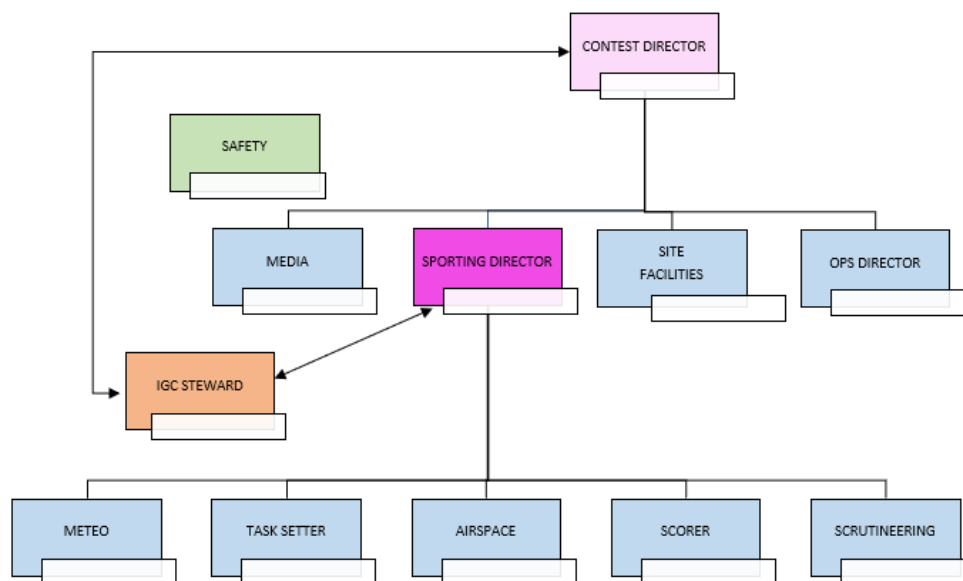 CONTEST DIRECTOR
SAFETY
MEDIA
SPORTING DIRECTOR
SITE
FACILITIES
OPS DIRECTOR
IGC STEWARD
METEO
TASK SETTER
AIRSPACE
SCORER
SCRUTINEERING